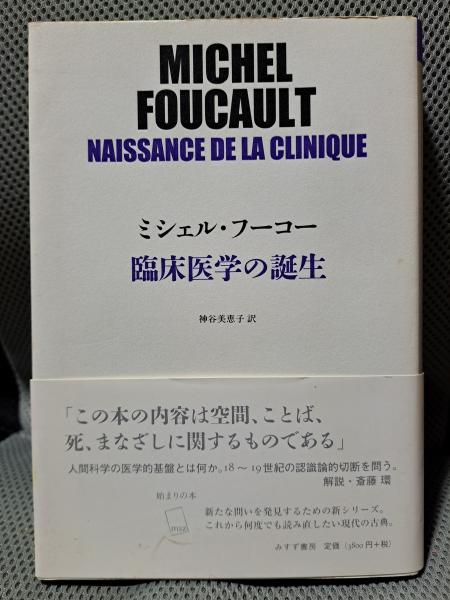 MICHEL
FOUCAULT
NAISSANCE DE LA CLINIQUE
ミシェル・フーコー
臨床医学の誕生
神谷美恵子 訳
「この本の内容は空間、ことば、
死、まなざしに関するものである」
人間科学の医学的基盤とは何か。18〜19世紀の認識論的切断を問う。
解説・斎藤 環
始まりの本
msz
新たな問いを発見するための新シリーズ。
これから何度でも読み直したい現代の古典。
みすず書房 定価（3800円＋税）